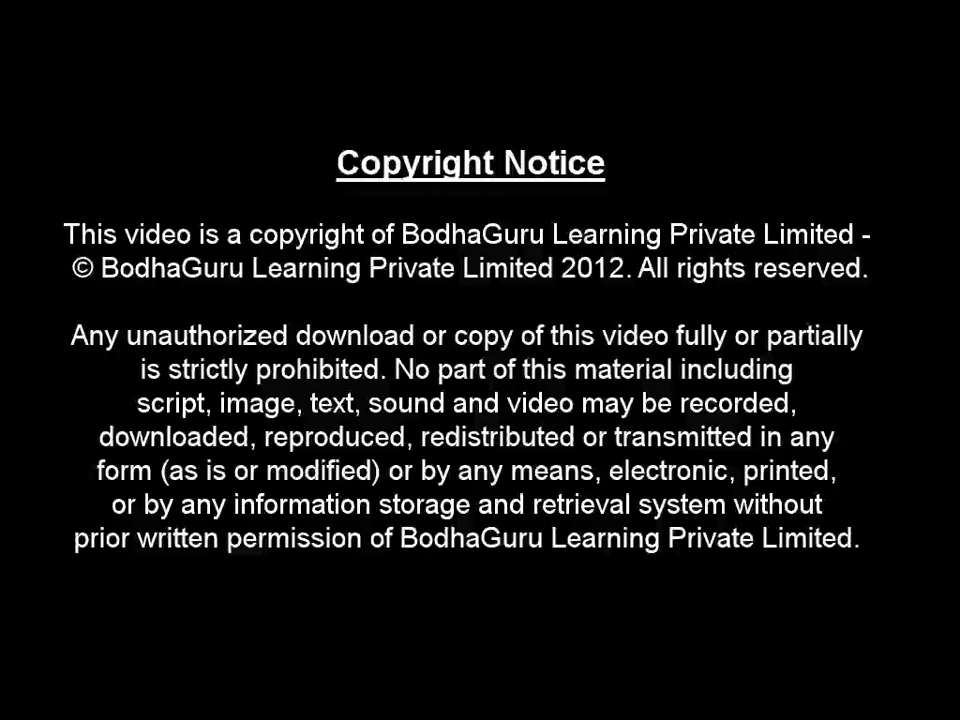 Copyright Notice
This video is a copyright of BodhaGuru Learning Private Limited -
© BodhaGuru Learning Private Limited 2012. All rights reserved.
Any unauthorized download or copy of this video fully or partially
is strictly prohibited. No part of this material including
script, image, text, sound and video may be recorded,
downloaded, reproduced, redistributed or transmitted in any
form (as is or modified) or by any means, electronic, printed,
or by any information storage and retrieval system without
prior written permission of BodhaGuru Learning Private Limited.